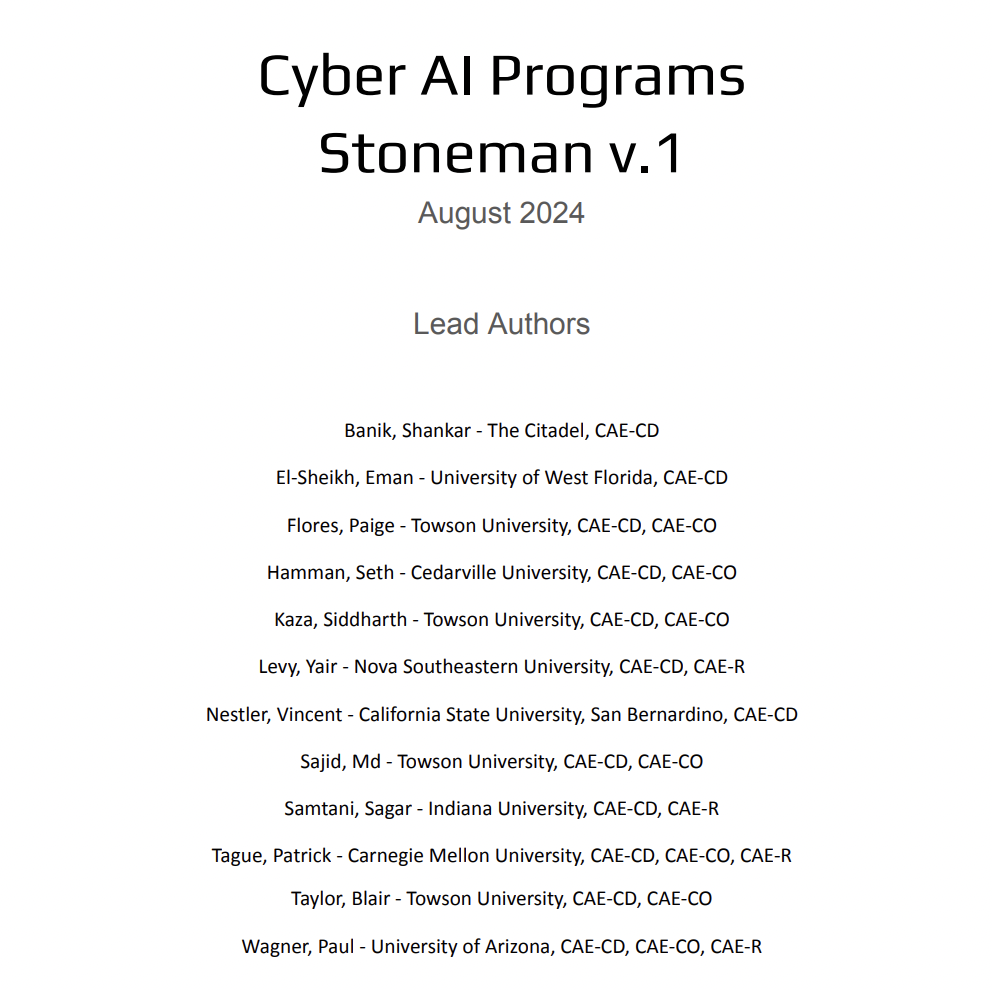 Cyber AI Programs
Stoneman v.1
August 2024
Lead Authors
Banik, Shankar - The Citadel, CAE-CD
El-Sheikh, Eman - University of West Florida, CAE-CD
Flores, Paige - Towson University, CAE-CD, CAE-CO
Hamman, Seth - Cedarville University, CAE-CD, CAE-CO
Kaza, Siddharth - Towson University, CAE-CD, CAE-CO
Levy, Yair - Nova Southeastern University, CAE-CD, CAE-R
Nestler, Vincent - California State University, San Bernardino, CAE-CD
Sajid, Md - Towson University, CAE-CD, CAE-CO
Samtani, Sagar - Indiana University, CAE-CD, CAE-R
Tague, Patrick - Carnegie Mellon University, CAE-CD, CAE-CO, CAE-R
Taylor, Blair - Towson University, CAE-CD, CAE-CO
Wagner, Paul - University of Arizona, CAE-CD, CAE-CO, CAE-R